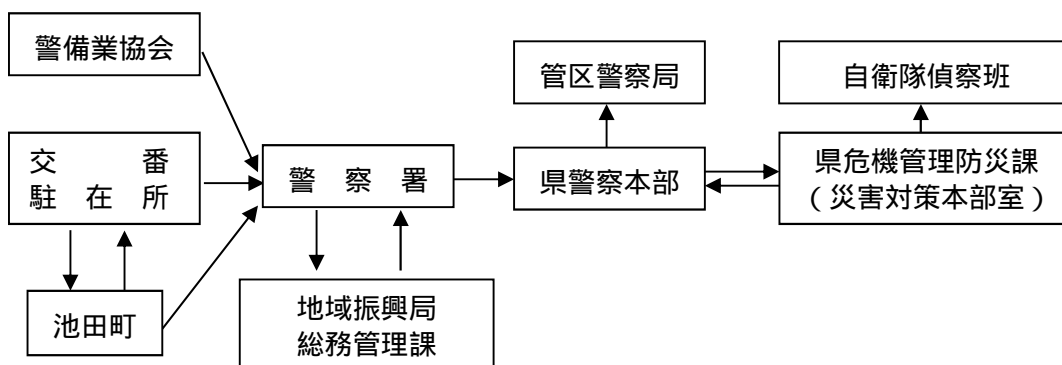 警備業協会
管区警察局
自衛隊偵察班
交番
駐在所
警察署
県警察本部
県危機管理防災課
(災害対策本部室)
池田町
地域振興局
総務管理課